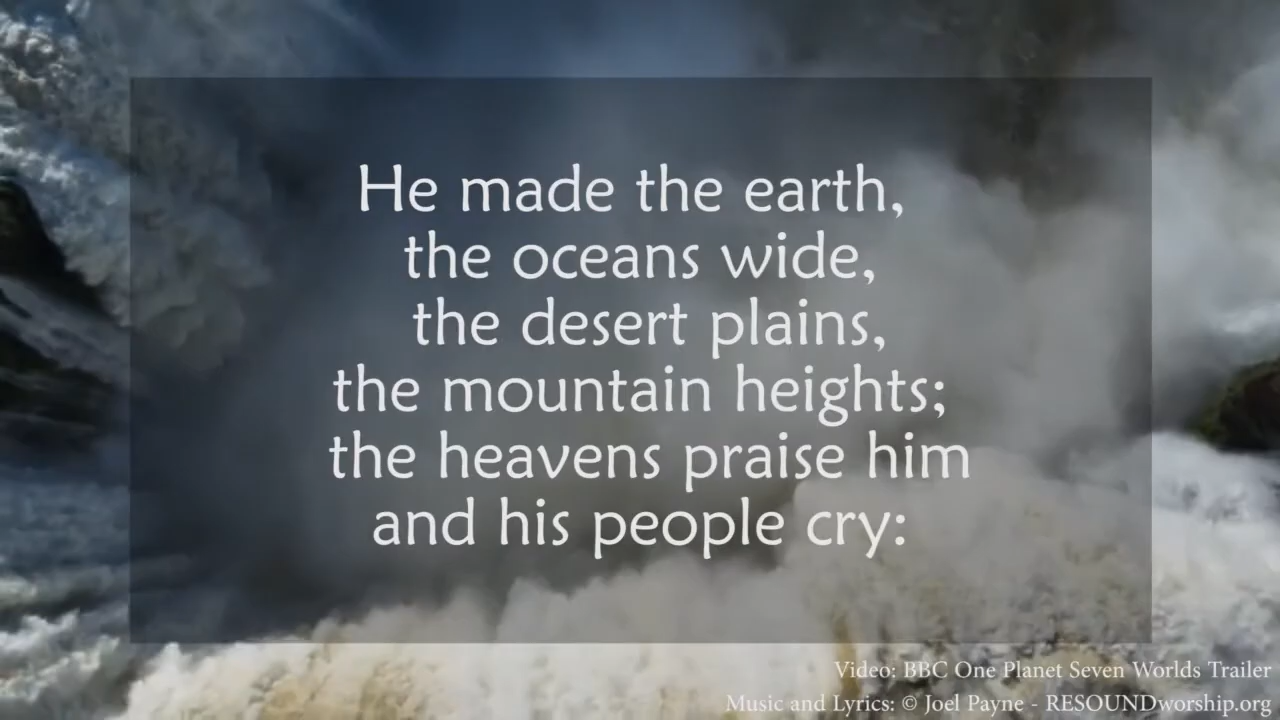 He made the earth,
the oceans wide,
the desert plains,
the mountain heights;
the heavens praise him
and his people cry:
Video: BBC One Planet Seven Worlds Trailer
Music and Lyrics: © Joel Payne - RESOUNDworship.org